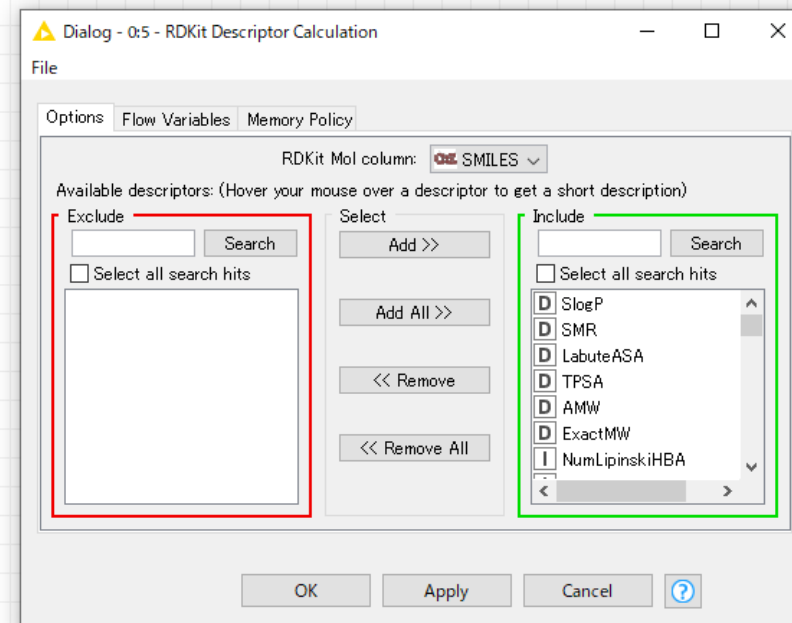 Dialog - 0:5 - RDKit Descriptor Calculation
File
Options Flow Variables Memory Policy
RDKit Mol column: SMILES
Available descriptors: (Hover your mouse over a descriptor to get a short description)
Exclude
Search
Select all search hits
Select
Add >>
Add All >>
<< Remove
<< Remove All
Include
Search
Select all search hits
D SlogP
D SMR
D LabuteASA
D TPSA
D AMW
D ExactMW
I NumLipinskiHBA
OK Apply Cancel ?